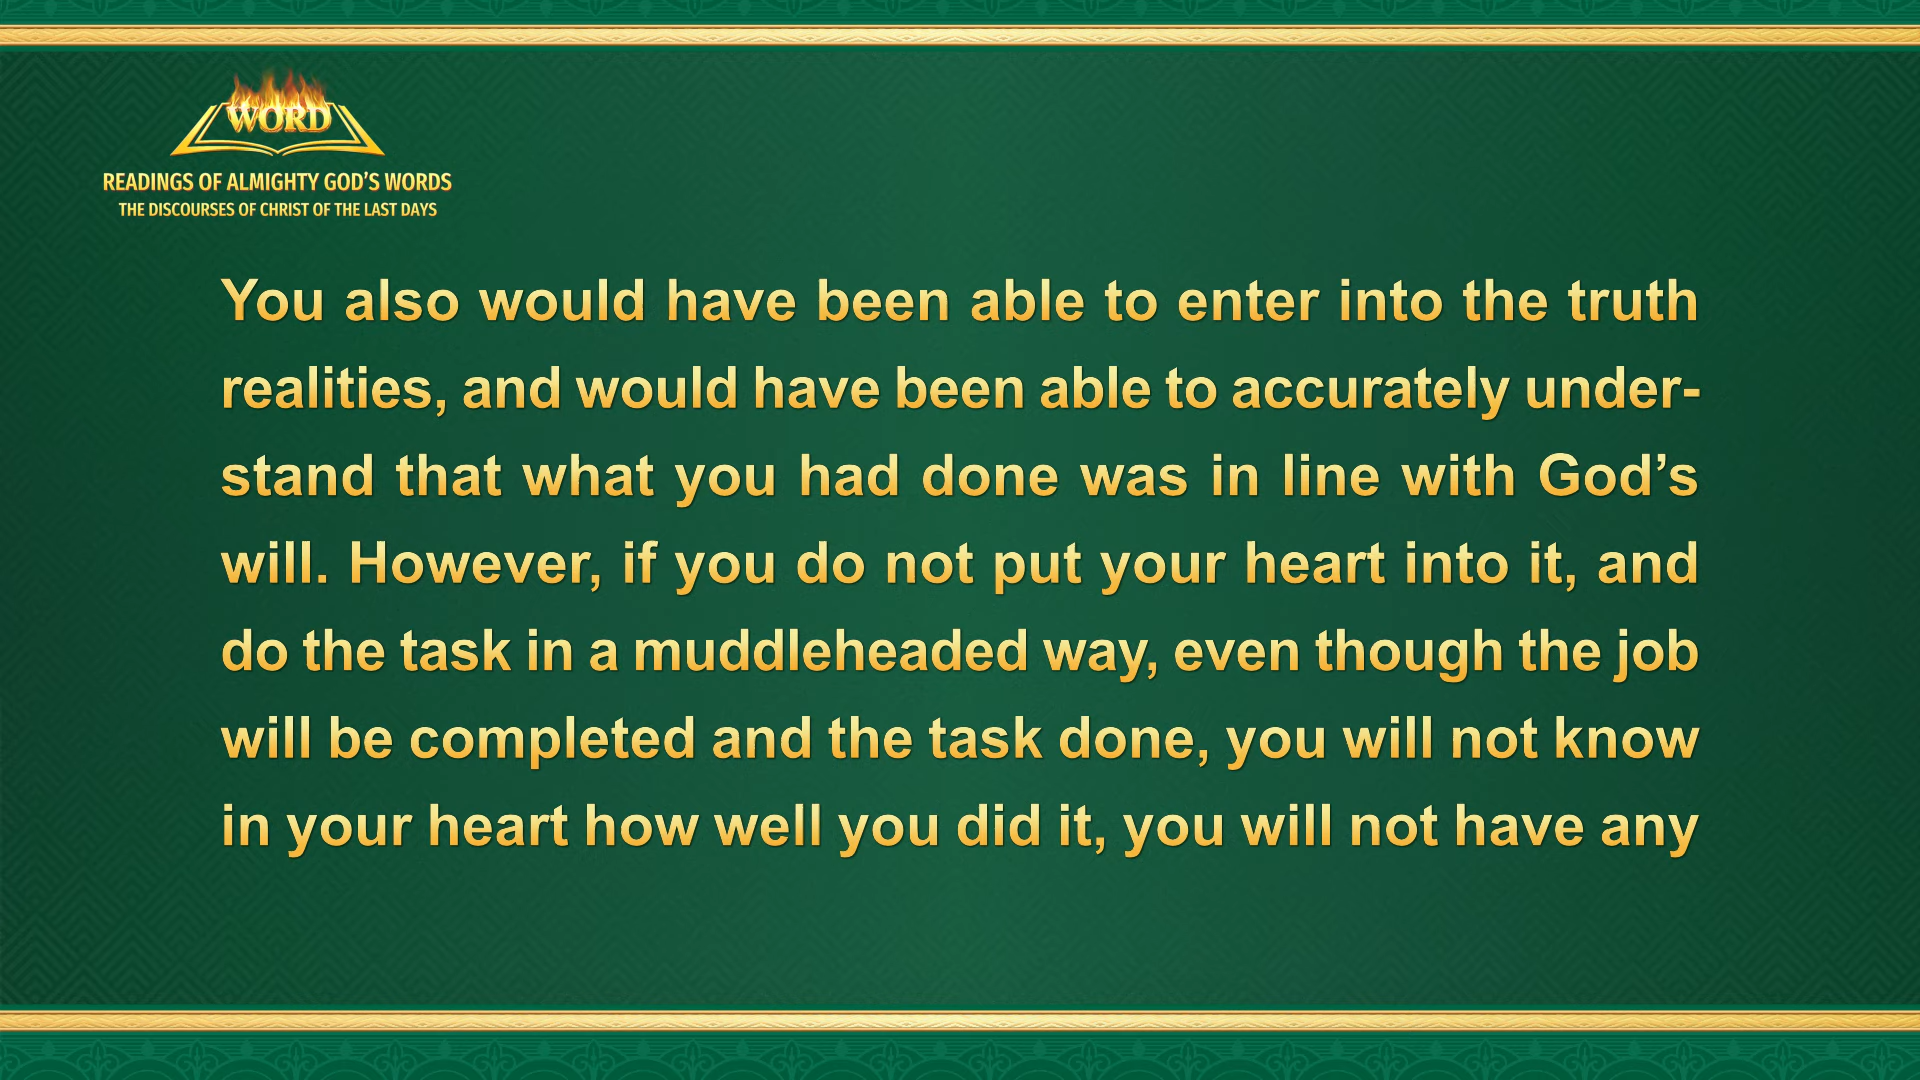 WORD
READINGS OF ALMIGHTY GOD’S WORDS
THE DISCOURSES OF CHRIST OF THE LAST DAYS
You also would have been able to enter into the truth
realities, and would have been able to accurately under-
stand that what you had done was in line with God’s
will. However, if you do not put your heart into it, and
do the task in a muddleheaded way, even though the job
will be completed and the task done, you will not know
in your heart how well you did it, you will not have any